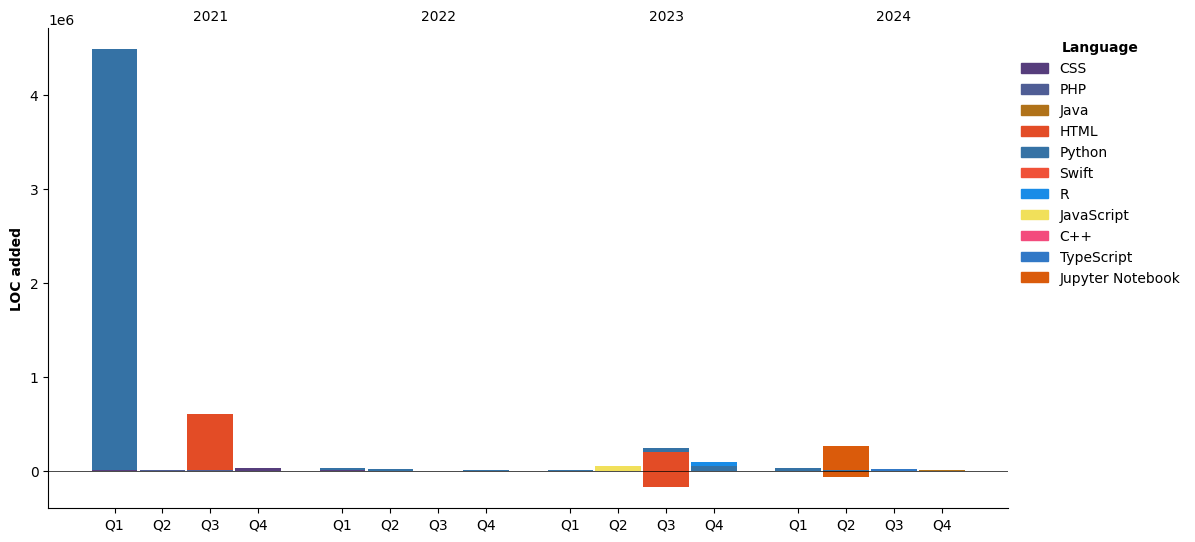 1e6
2021 2022 2023 2024
4
3
2
1
0
LOC added
Q1 Q2 Q3 Q4 Q1 Q2 Q3 Q4 Q1 Q2 Q3 Q4 Q1 Q2 Q3 Q4
Language
CSS
PHP
Java
HTML
Python
Swift
R
JavaScript
C++
TypeScript
Jupyter Notebook